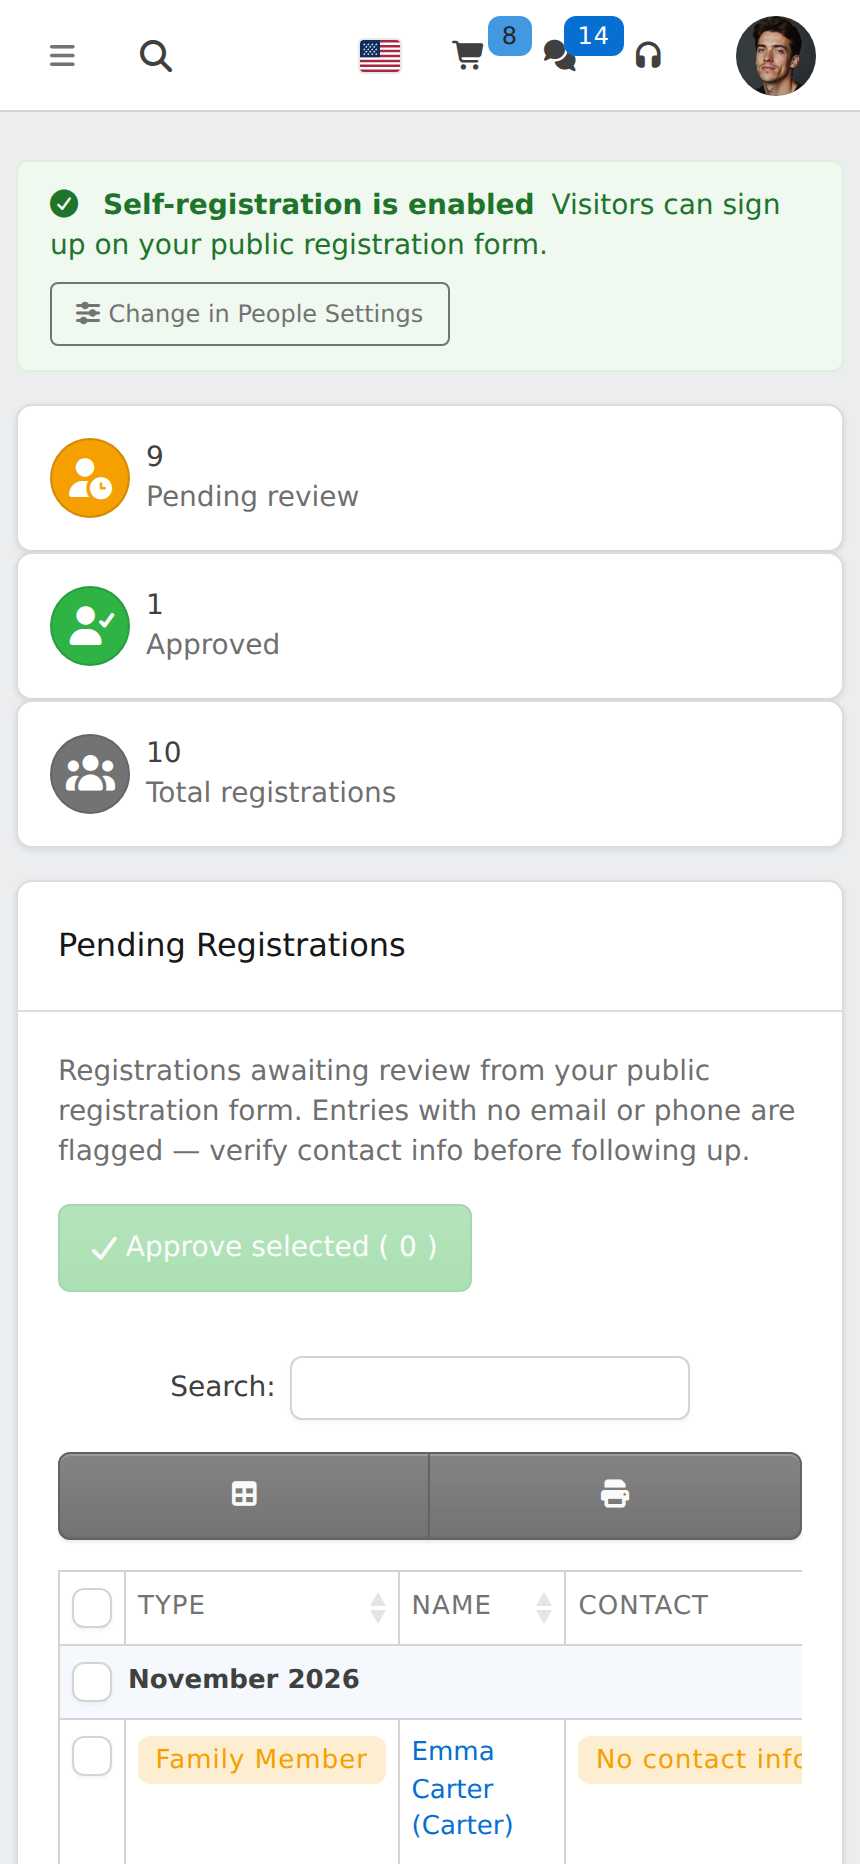 8
14
Self-registration is enabled Visitors can sign
up on your public registration form.
Change in People Settings
9
Pending review
1
Approved
10
Total registrations
Pending Registrations
Registrations awaiting review from your public
registration form. Entries with no email or phone are
flagged — verify contact info before following up.
Approve selected ( 0 )
Search:
TYPE NAME CONTACT
November 2026
Family Member Emma No contact info
Carter
(Carter)